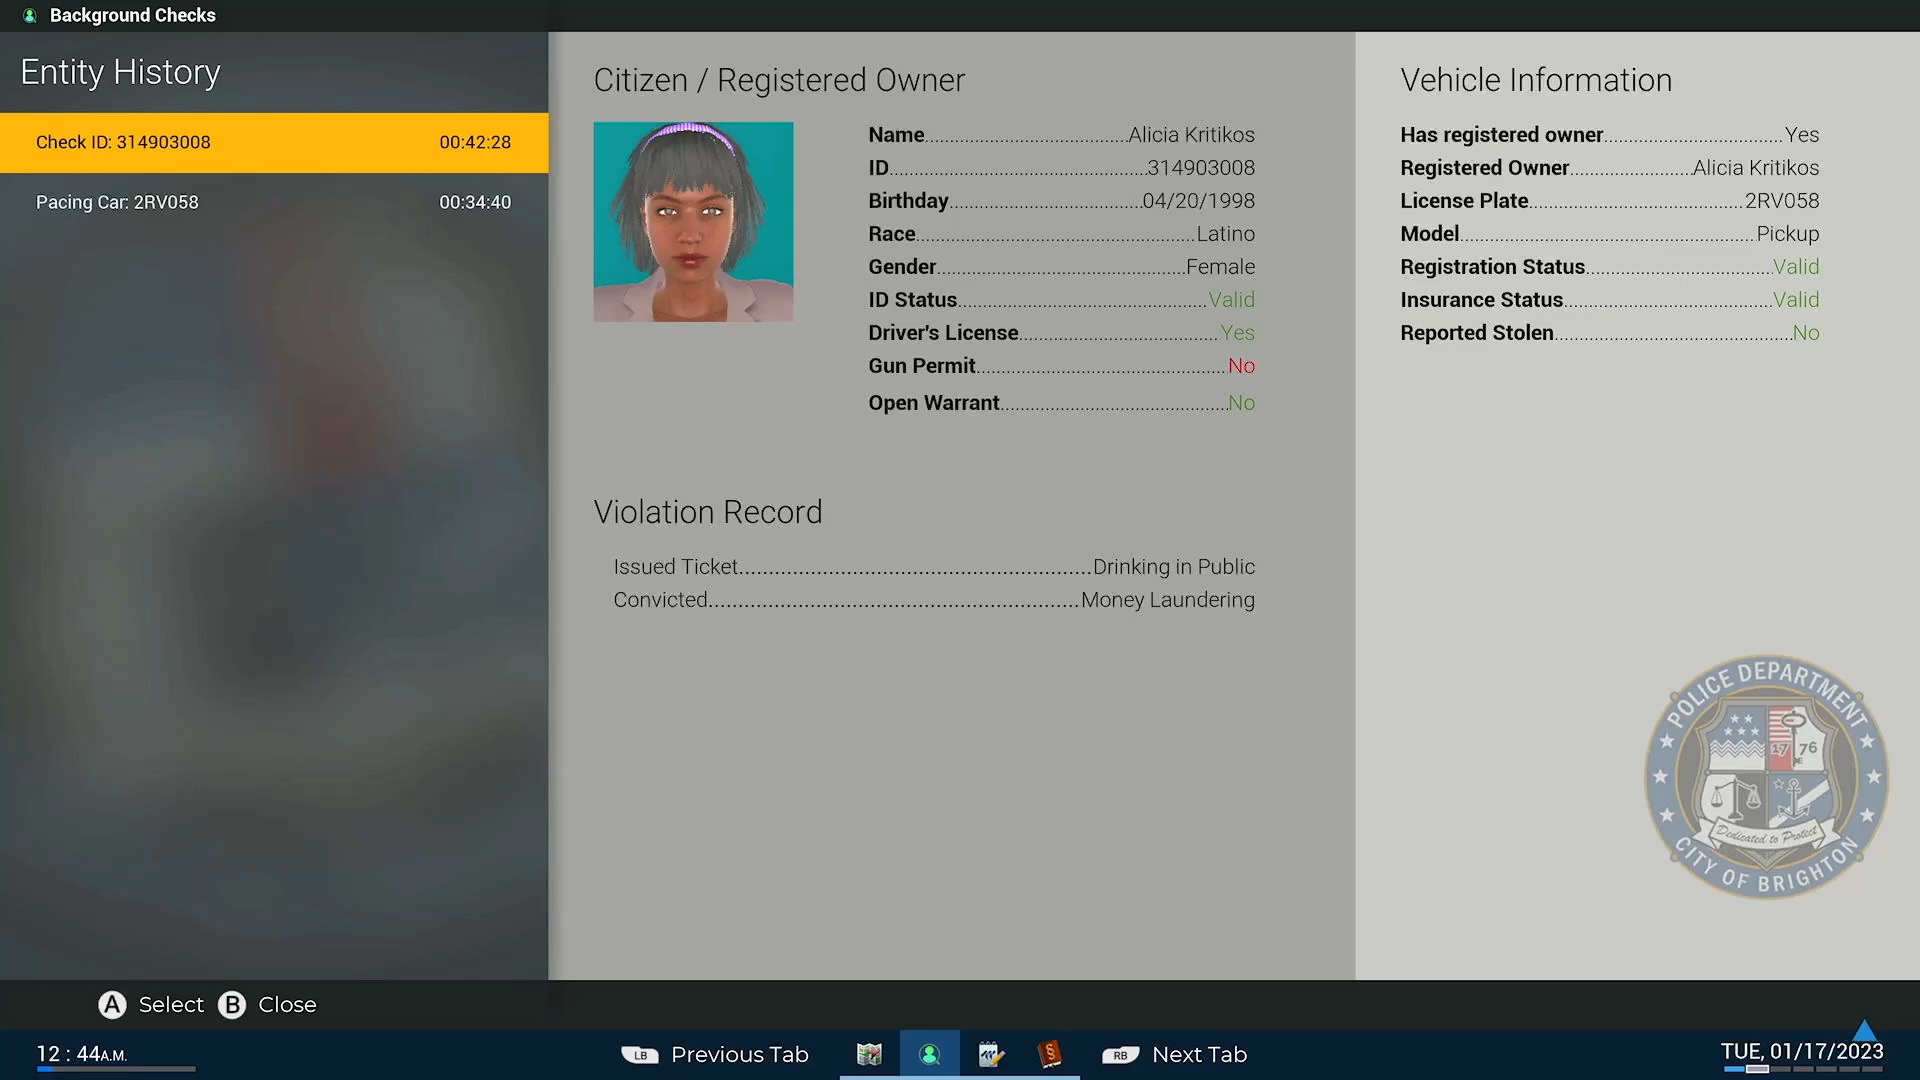 Background Checks
Entity History
Check ID: 314903008 00:42:28
Pacing Car: 2RV058 00:34:40
Citizen / Registered Owner
Name Alicia Kritikos
ID 314903008
Birthday 04/20/1998
Race Latino
Gender Female
ID Status Valid
Driver's License Yes
Gun Permit No
Open Warrant No
Violation Record
Issued Ticket Drinking in Public
Convicted Money Laundering
Vehicle Information
Has registered owner Yes
Registered Owner Alicia Kritikos
License Plate 2RV058
Model Pickup
Registration Status Valid
Insurance Status Valid
Reported Stolen No
POLICE DEPARTMENT
17 76
Dedicated to Protect
CITY OF BRIGHTON
A Select B Close
12 : 44 A.M.
LB Previous Tab
§
RB Next Tab
TUE, 01/17/2023